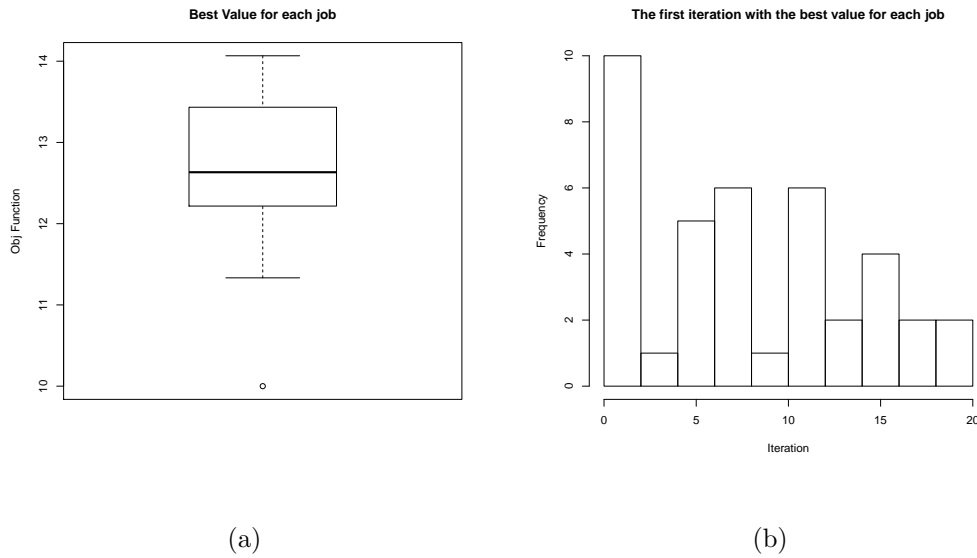 Best Value for each job
Obj Function
14
13
12
11
10
(a)
The first iteration with the best value for each job
Frequency
10
8
6
4
2
0
0 5 10 15 20
Iteration
(b)